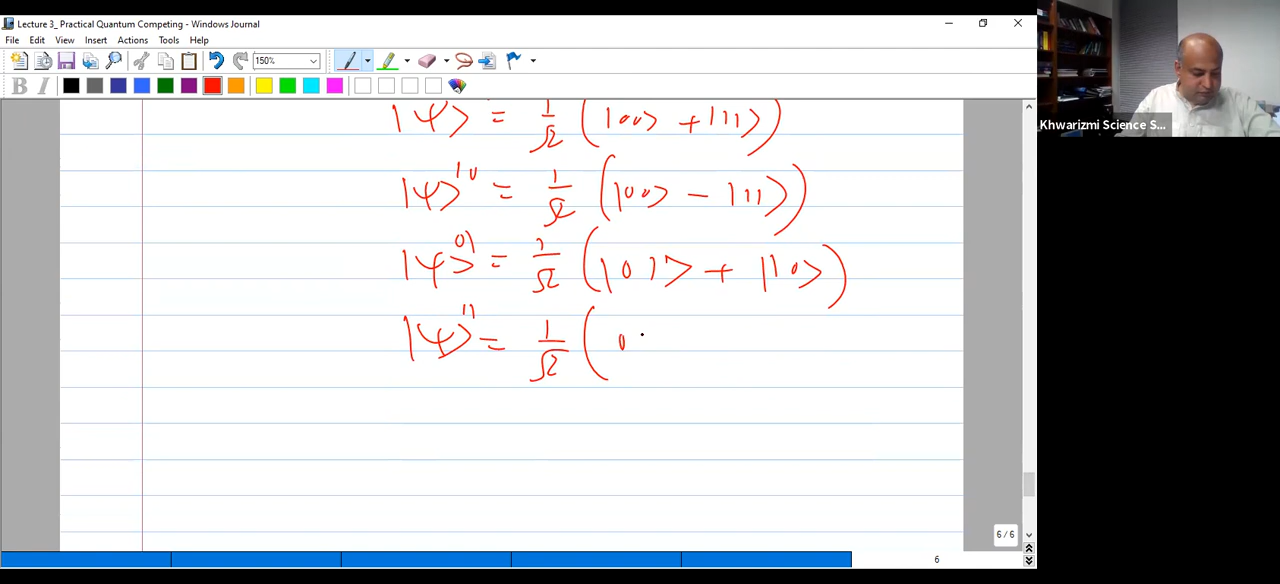 Lecture 3_ Practical Quantum Competing - Windows Journal
File Edit View Insert Actions Tools Help
150%
B I
Khwarizmi Science S...
|ψ⟩ = 1/√2 (|00⟩ + |11⟩)
|ψ⟩¹⁰ = 1/√2 (|00⟩ - |11⟩)
|ψ⟩⁰¹ = 1/√2 (|01⟩ + |10⟩)
|ψ⟩¹¹ = 1/√2 ( 0
6/6
6